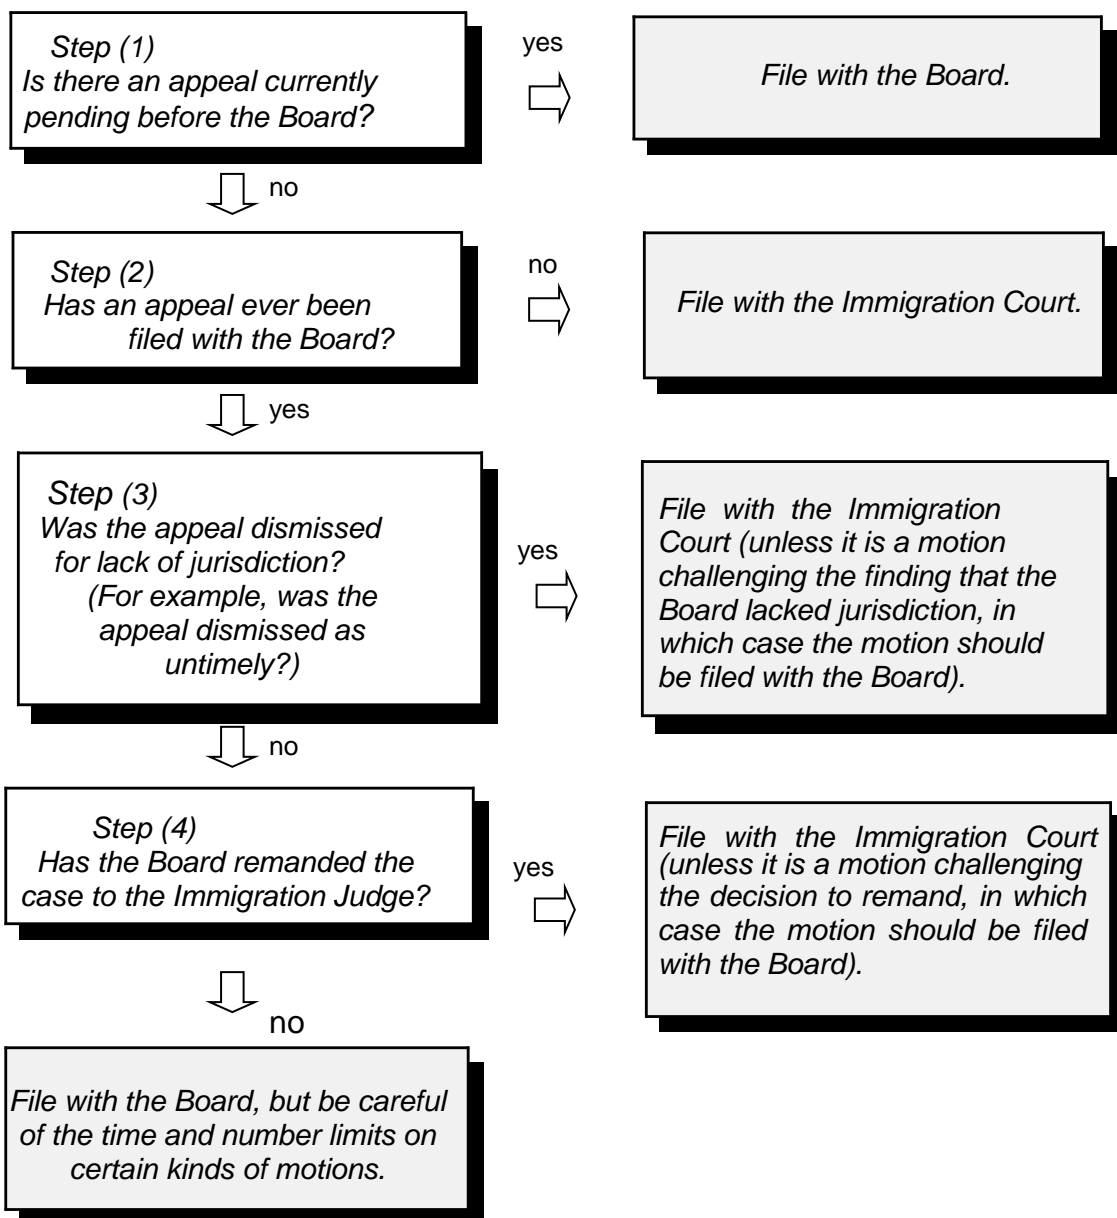 Step (1)
Is there an appeal currently
pending before the Board?
yes
File with the Board.
no
Step (2)
Has an appeal ever been
filed with the Board?
no
File with the Immigration Court.
yes
Step (3)
Was the appeal dismissed
for lack of jurisdiction?
(For example, was the
appeal dismissed as
untimely?)
yes
File with the Immigration
Court (unless it is a motion
challenging the finding that the
Board lacked jurisdiction, in
which case the motion should
be filed with the Board).
no
Step (4)
Has the Board remanded the
case to the Immigration Judge?
yes
File with the Immigration Court
(unless it is a motion challenging
the decision to remand, in which
case the motion should be filed
with the Board).
no
File with the Board, but be careful
of the time and number limits on
certain kinds of motions.